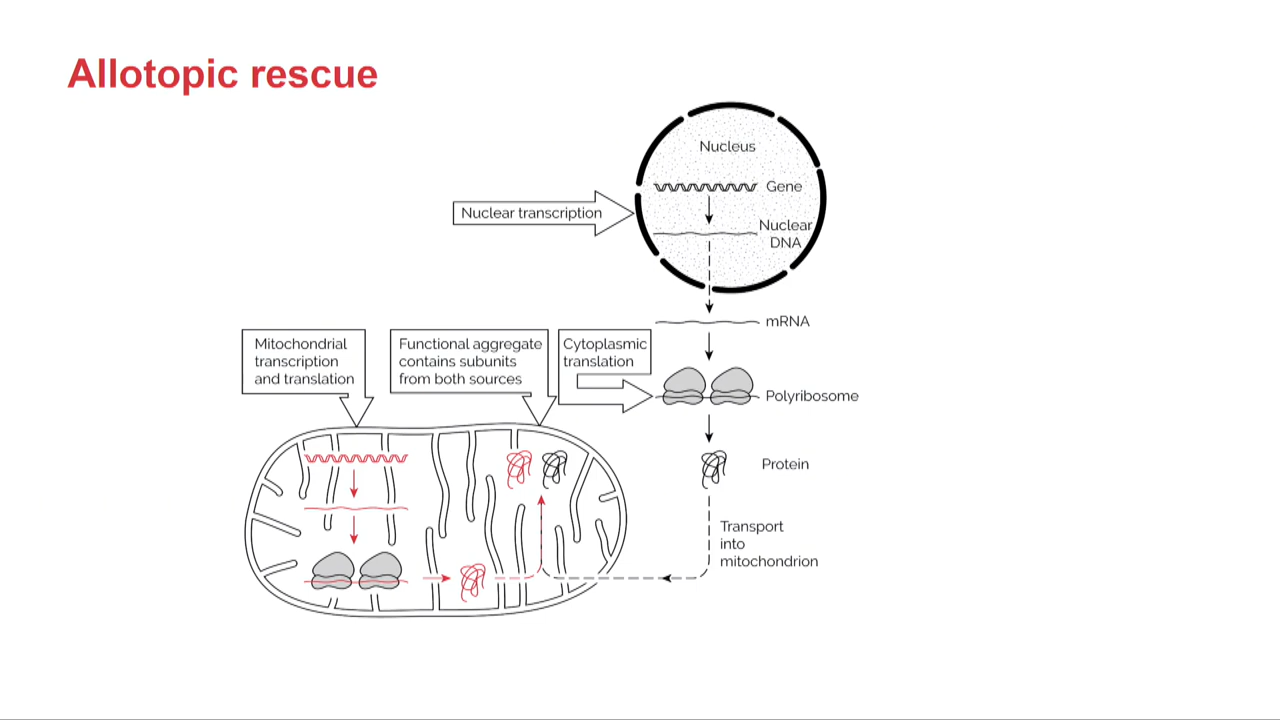 Allotopic rescue
Nucleus
Gene
Nuclear transcription
Nuclear
DNA
mRNA
Mitochondrial
transcription
and translation
Functional aggregate
contains subunits
from both sources
Cytoplasmic
translation
Polyribosome
Protein
Transport
into
mitochondrion